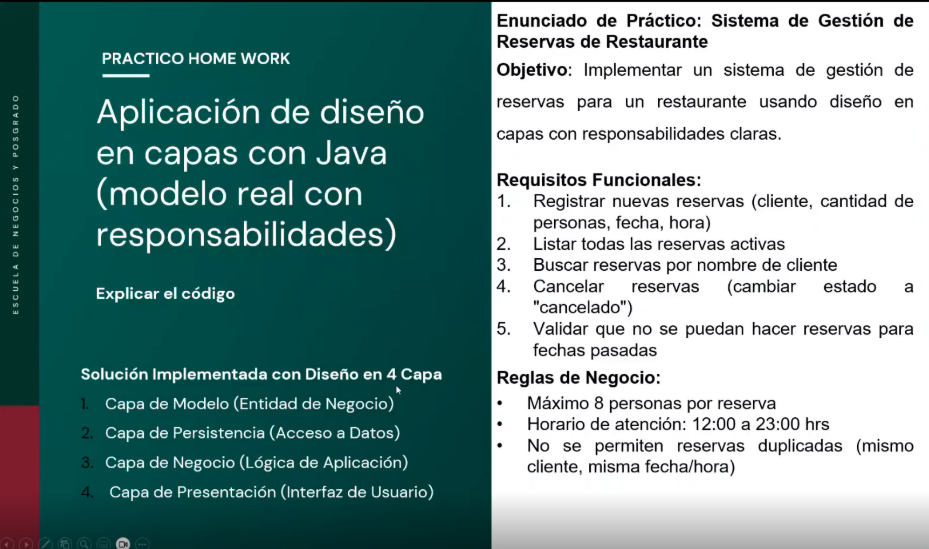 ESCUELA DE NEGOCIOS Y POSGRADO
PRACTICO HOME WORK
Aplicación de diseño
en capas con Java
(modelo real con
responsabilidades)
Explicar el código
Solución Implementada con Diseño en 4 Capa
1. Capa de Modelo (Entidad de Negocio)
2. Capa de Persistencia (Acceso a Datos)
3. Capa de Negocio (Lógica de Aplicación)
4. Capa de Presentación (Interfaz de Usuario)
Enunciado de Práctico: Sistema de Gestión de
Reservas de Restaurante
Objetivo: Implementar un sistema de gestión de
reservas para un restaurante usando diseño en
capas con responsabilidades claras.
Requisitos Funcionales:
1. Registrar nuevas reservas (cliente, cantidad de
personas, fecha, hora)
2. Listar todas las reservas activas
3. Buscar reservas por nombre de cliente
4. Cancelar reservas (cambiar estado a
"cancelado")
5. Validar que no se puedan hacer reservas para
fechas pasadas
Reglas de Negocio:
• Máximo 8 personas por reserva
• Horario de atención: 12:00 a 23:00 hrs
• No se permiten reservas duplicadas (mismo
cliente, misma fecha/hora)